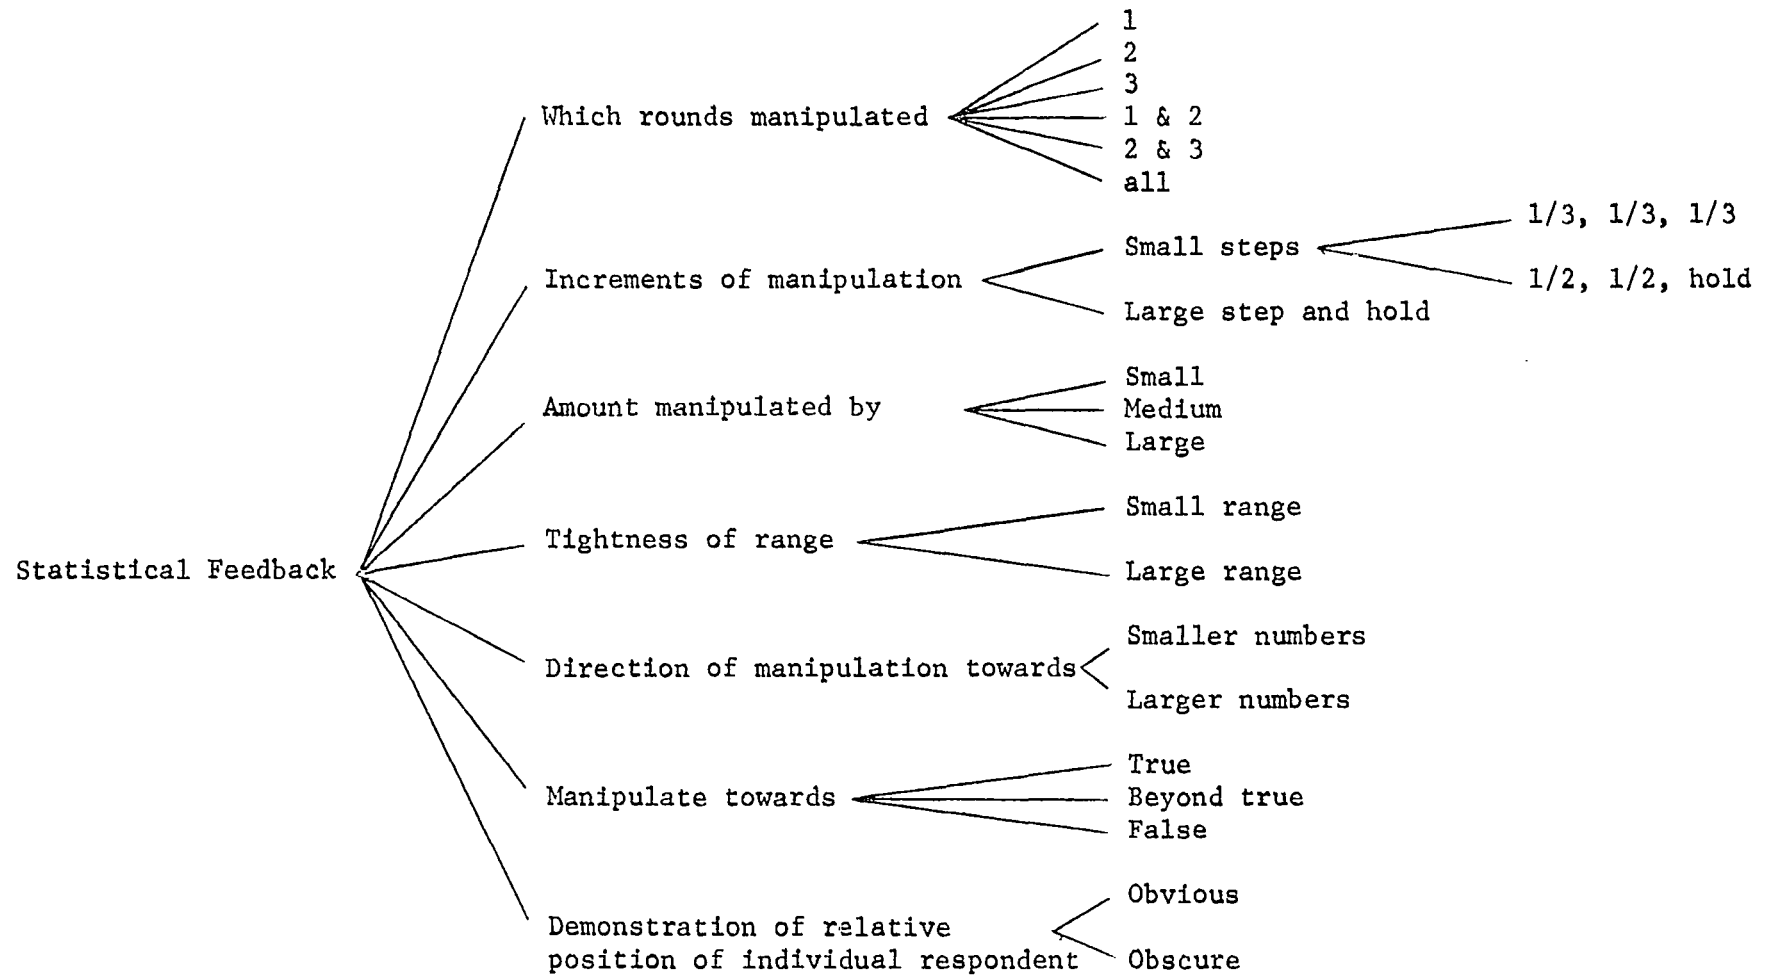 Statistical Feedback
Which rounds manipulated
1
2
3
1 & 2
2 & 3
all
Increments of manipulation
Small steps
1/3, 1/3, 1/3
1/2, 1/2, hold
Large step and hold
Amount manipulated by
Small
Medium
Large
Tightness of range
Small range
Large range
Direction of manipulation towards
Smaller numbers
Larger numbers
Manipulate towards
True
Beyond true
False
Demonstration of relative
position of individual respondent
Obvious
Obscure